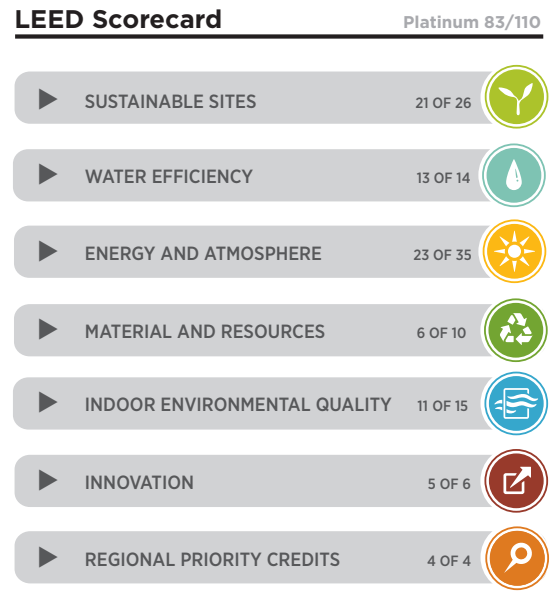 LEED Scorecard Platinum 83/110
SUSTAINABLE SITES 21 OF 26
WATER EFFICIENCY 13 OF 14
ENERGY AND ATMOSPHERE 23 OF 35
MATERIAL AND RESOURCES 6 OF 10
INDOOR ENVIRONMENTAL QUALITY 11 OF 15
INNOVATION 5 OF 6
REGIONAL PRIORITY CREDITS 4 OF 4